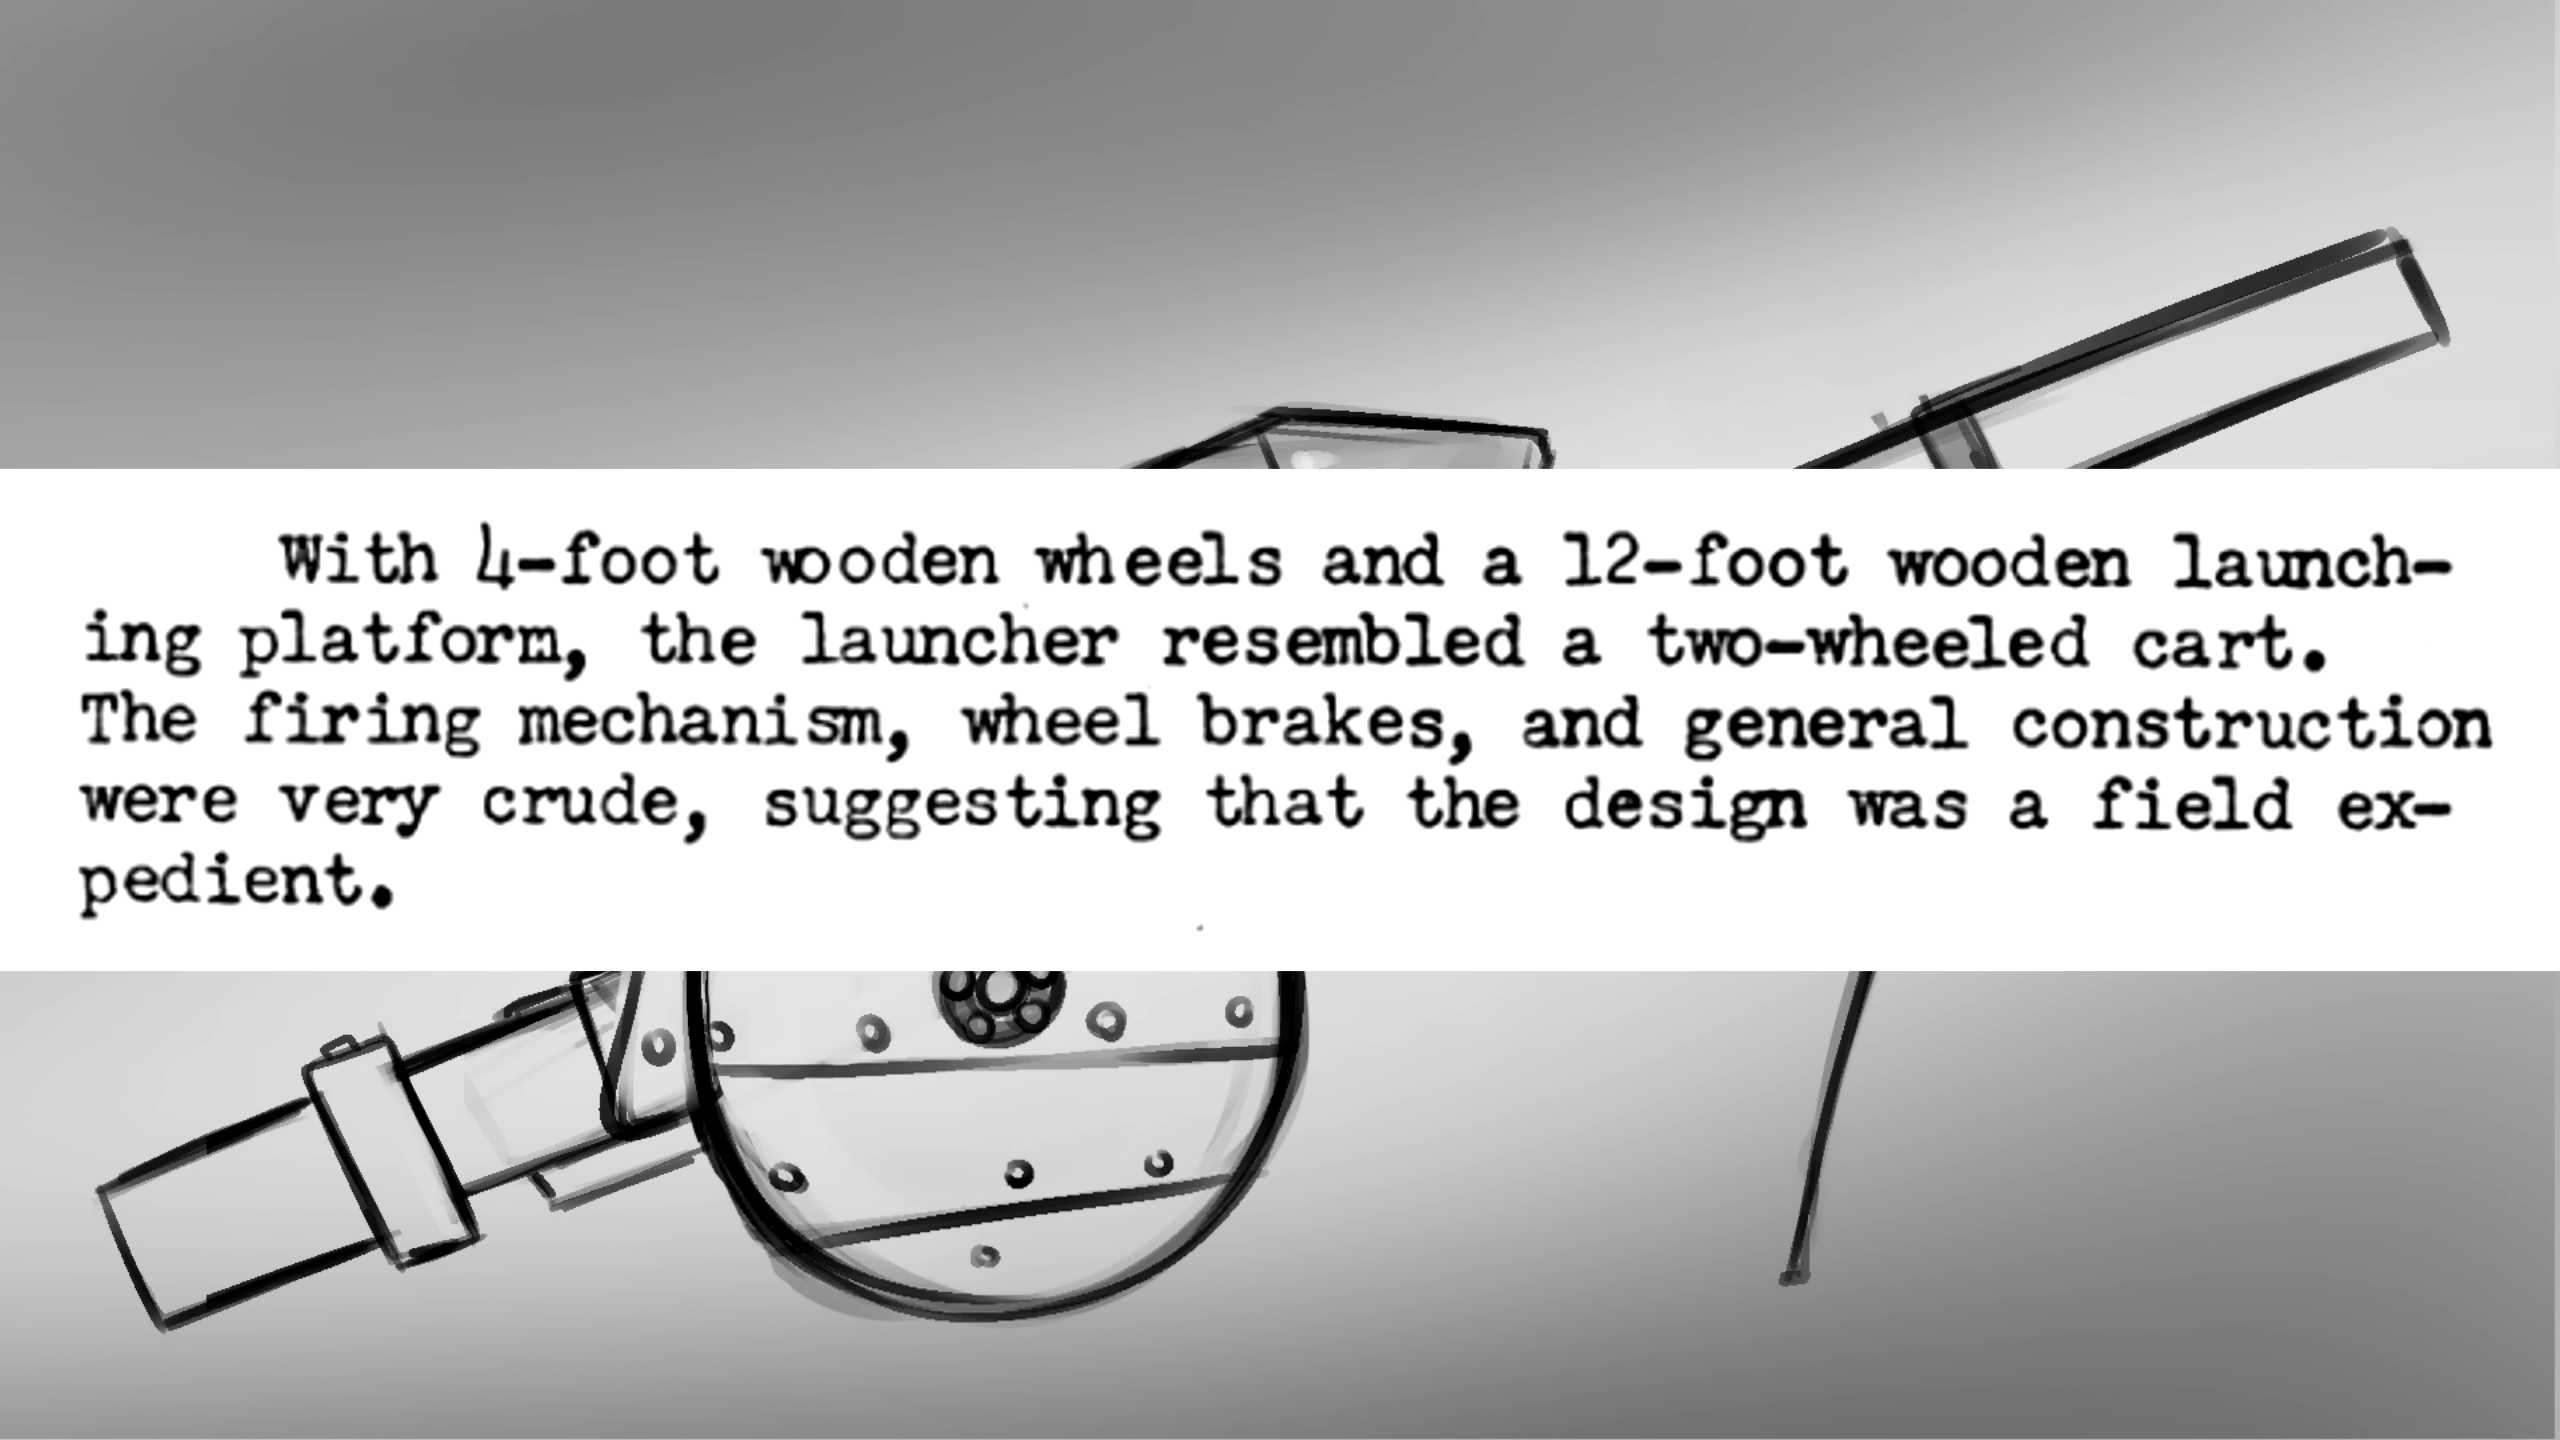 With 4-foot wooden wheels and a 12-foot wooden launch-
ing platform, the launcher resembled a two-wheeled cart.
The firing mechanism, wheel brakes, and general construction
were very crude, suggesting that the design was a field ex-
pedient.